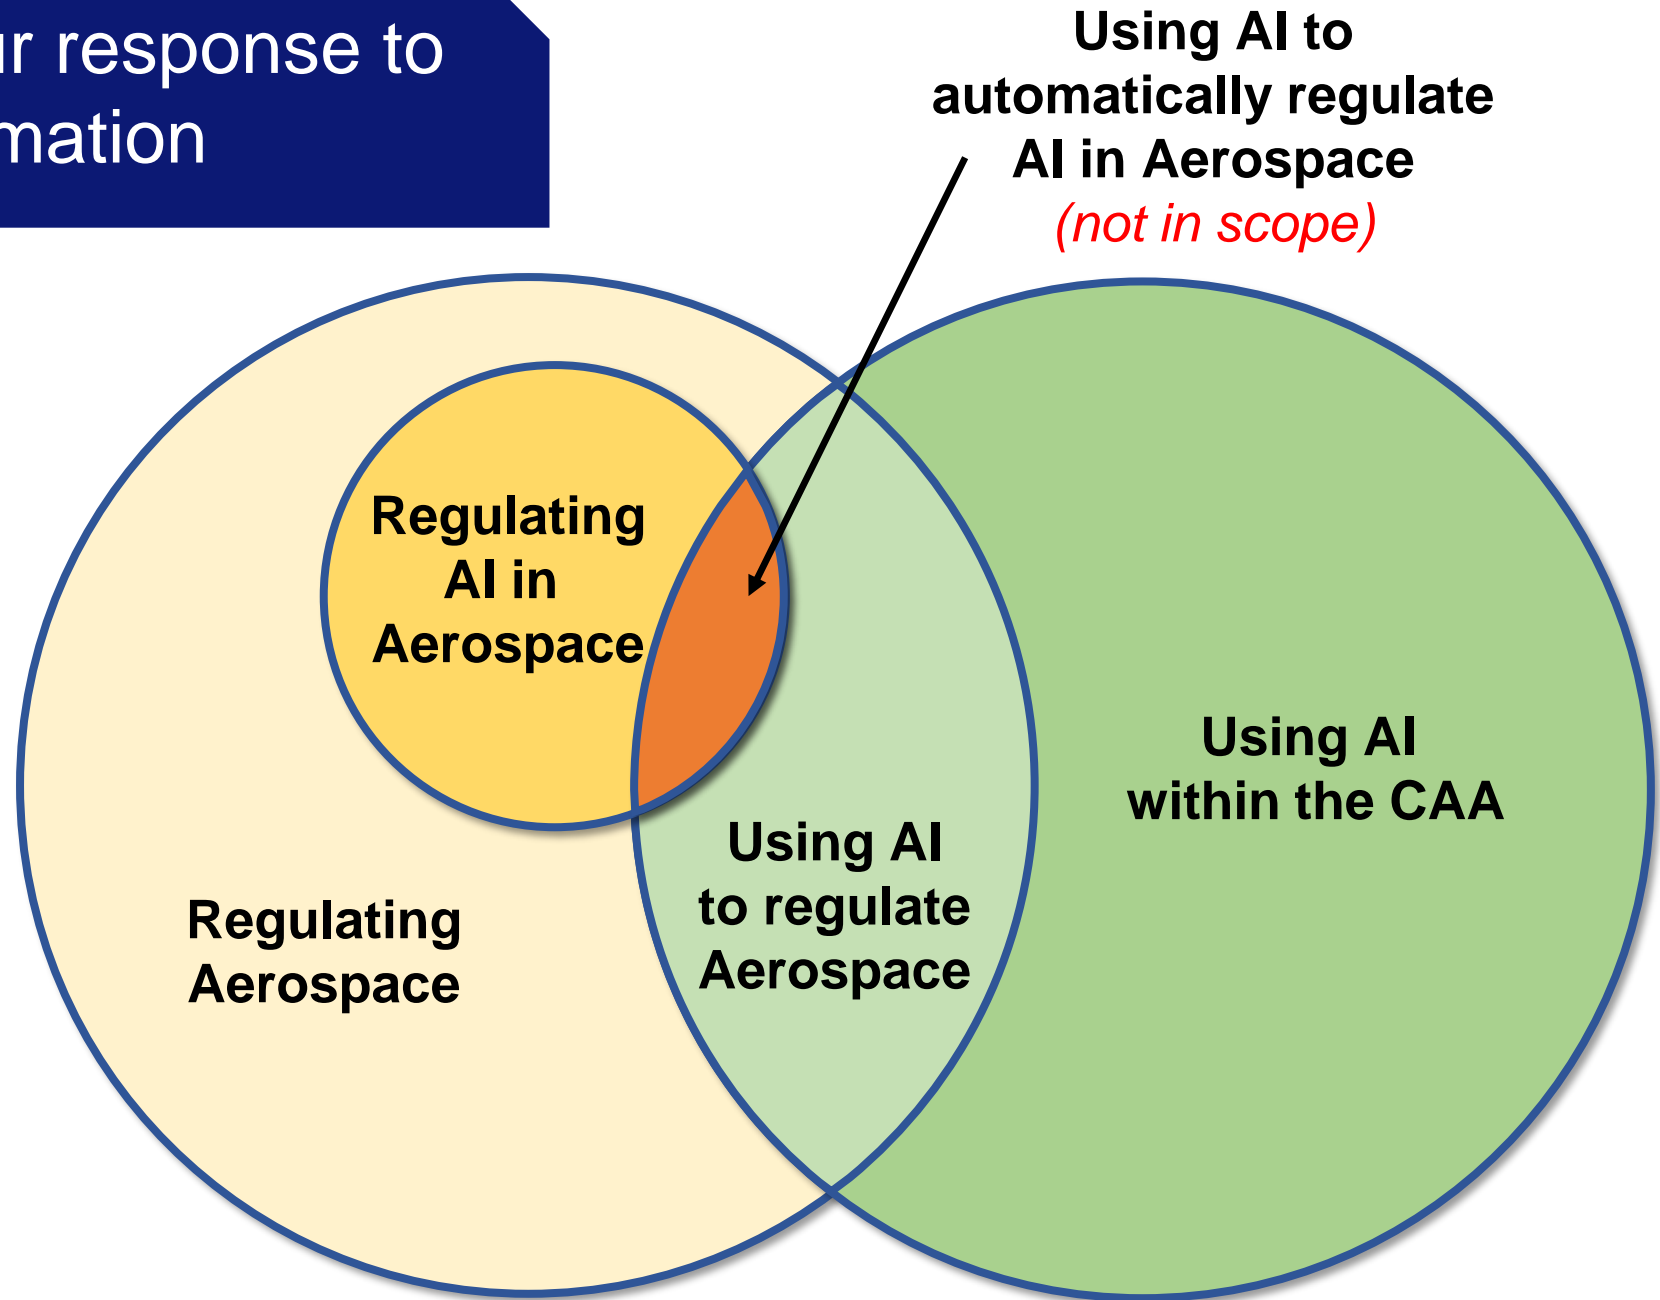 r response to
mation
Using AI to
automatically regulate
AI in Aerospace
(not in scope)
Regulating
AI in
Aerospace
Using AI
within the CAA
Using AI
to regulate
Aerospace
Regulating
Aerospace